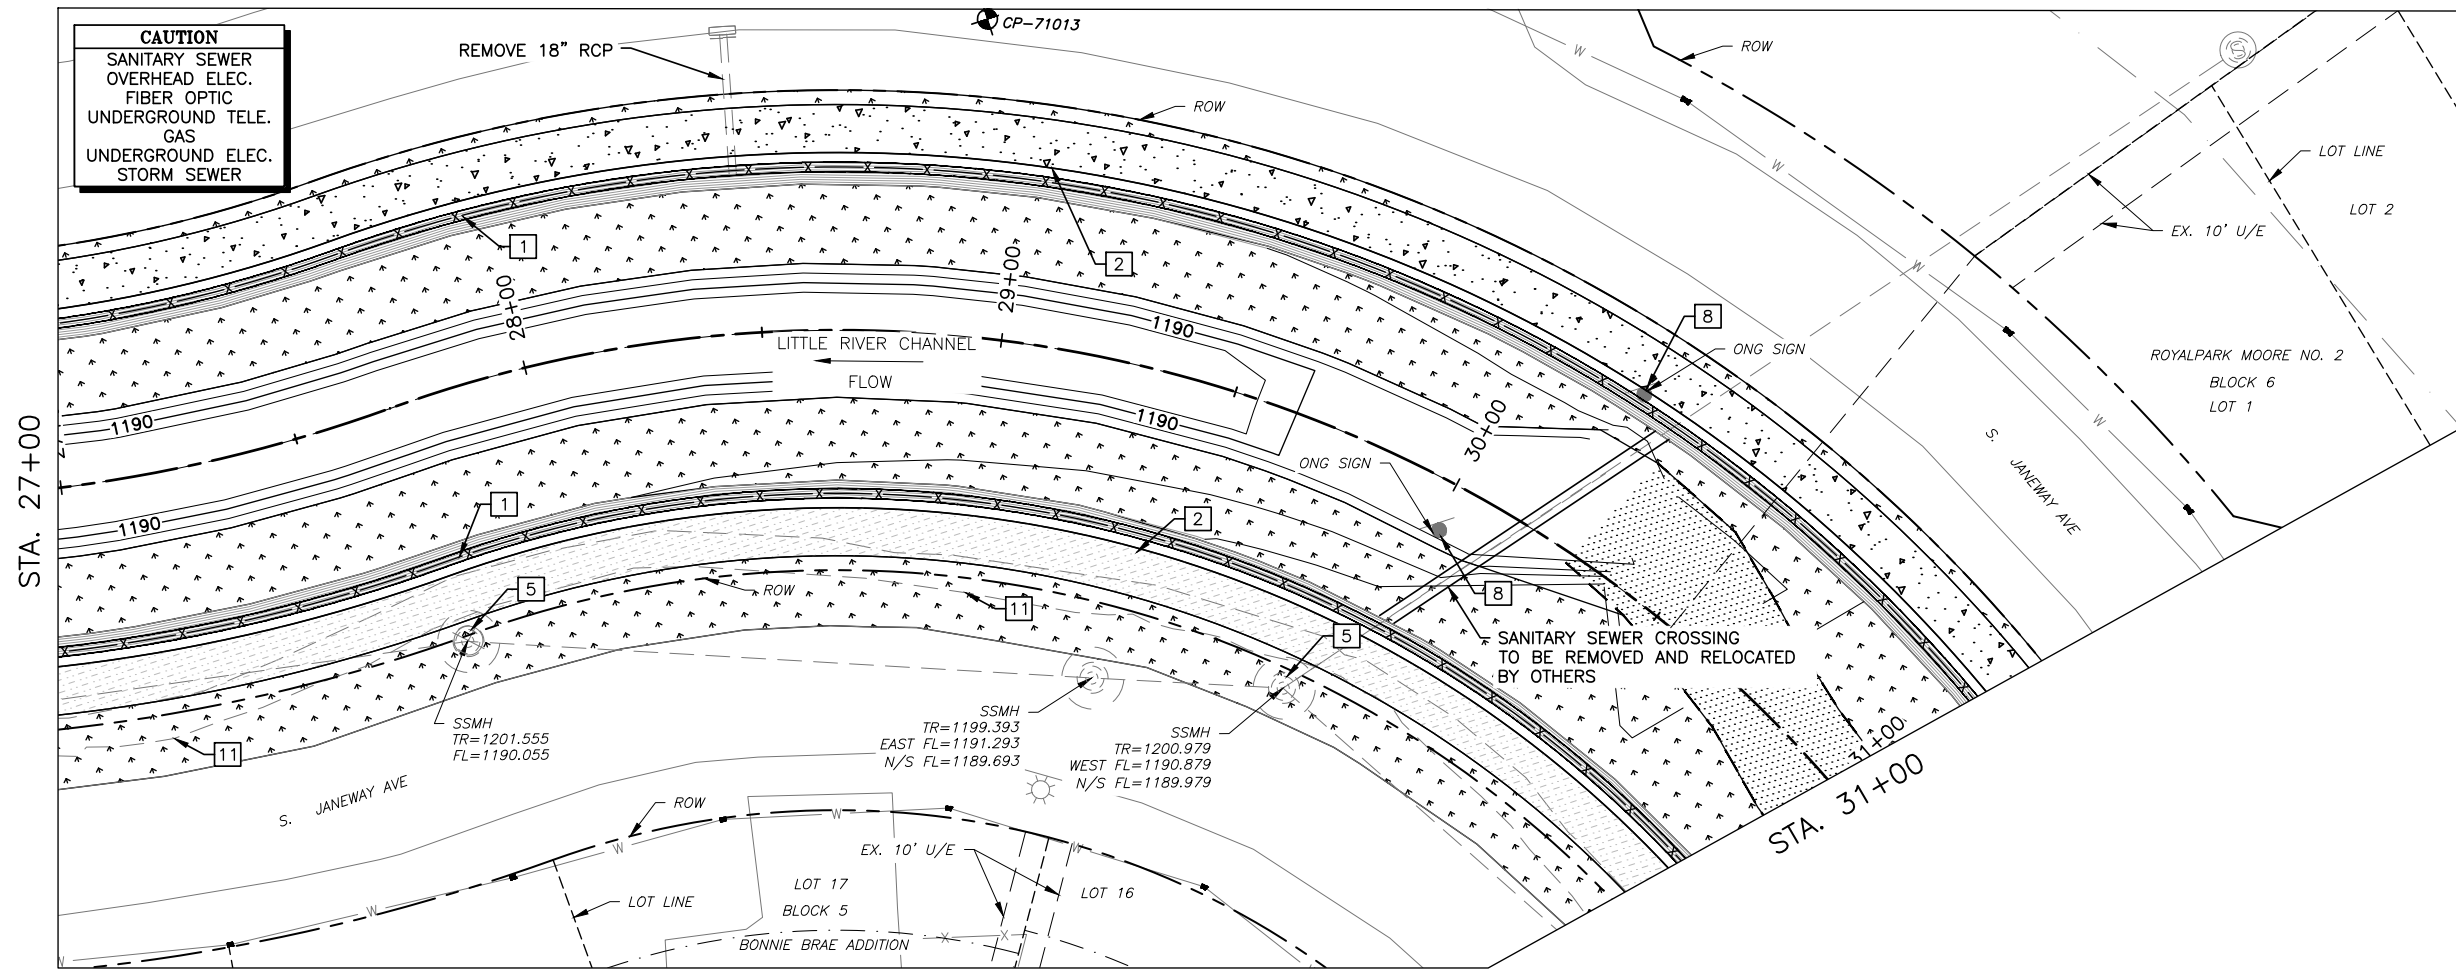 CAUTION
SANITARY SEWER
OVERHEAD ELEC.
FIBER OPTIC
UNDERGROUND TELE.
GAS
UNDERGROUND ELEC.
STORM SEWER
REMOVE 18" RCP
CP-71013
ROW
ROW
W
W
W
W
S
LOT LINE
LOT 2
EX. 10' U/E
ROYALPARK MOORE NO. 2
BLOCK 6
LOT 1
S. JANEWAY AVE
1
2
28+00
29+00
1190
8
ONG SIGN
LITTLE RIVER CHANNEL
FLOW
1190
1190
30+00
ONG SIGN
STA. 27+00
1190
1
2
5
ROW
11
8
5
SANITARY SEWER CROSSING
TO BE REMOVED AND RELOCATED
BY OTHERS
11
SSMH
TR=1201.555
FL=1190.055
SSMH
TR=1199.393
EAST FL=1191.293
N/S FL=1189.693
SSMH
TR=1200.979
WEST FL=1190.879
N/S FL=1189.979
31+00
STA. 31+00
S. JANEWAY AVE
ROW
W
W
W
W
EX. 10' U/E
LOT LINE
LOT 17
BLOCK 5
LOT 16
BONNIE BRAE ADDITION